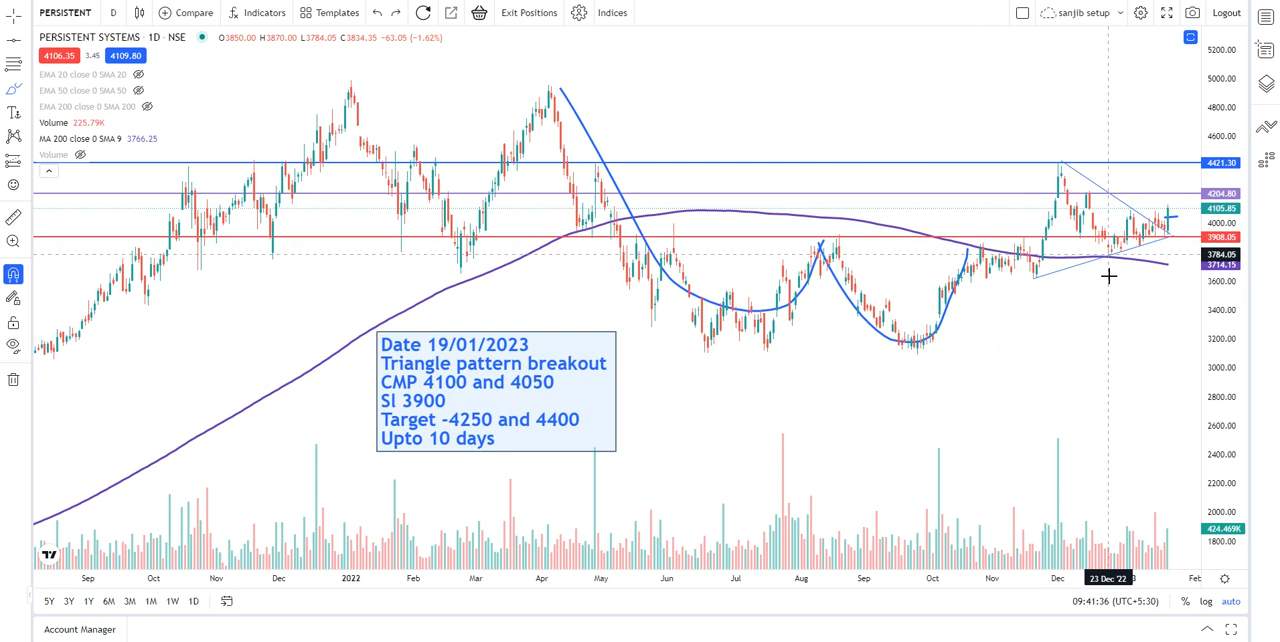 PERSISTENT D Compare Indicators Templates Exit Positions Indices sanjib setup Logout
PERSISTENT SYSTEMS · 1D · NSE O3850.00 H3870.00 L3784.05 C3834.35 -63.05 (-1.62%)
4106.35 3.45 4109.80
EMA 20 close 0 SMA 20
EMA 50 close 0 SMA 50
EMA 200 close 0 SMA 200
Volume 225.79K
MA 200 close 0 SMA 9 3766.25
Volume
5200.00
5000.00
4800.00
4600.00
4421.30
4204.80
4105.85
4000.00
3908.05
3784.05
3714.15
3600.00
3400.00
3200.00
3000.00
2800.00
2600.00
2400.00
2200.00
2000.00
424.469K
1800.00
Date 19/01/2023
Triangle pattern breakout
CMP 4100 and 4050
Sl 3900
Target -4250 and 4400
Upto 10 days
Sep Oct Nov Dec 2022 Feb Mar Apr May Jun Jul Aug Sep Oct Nov Dec 23 Dec '22 Feb
5Y 3Y 1Y 6M 3M 1M 1W 1D 09:41:36 (UTC+5:30) % log auto
Account Manager